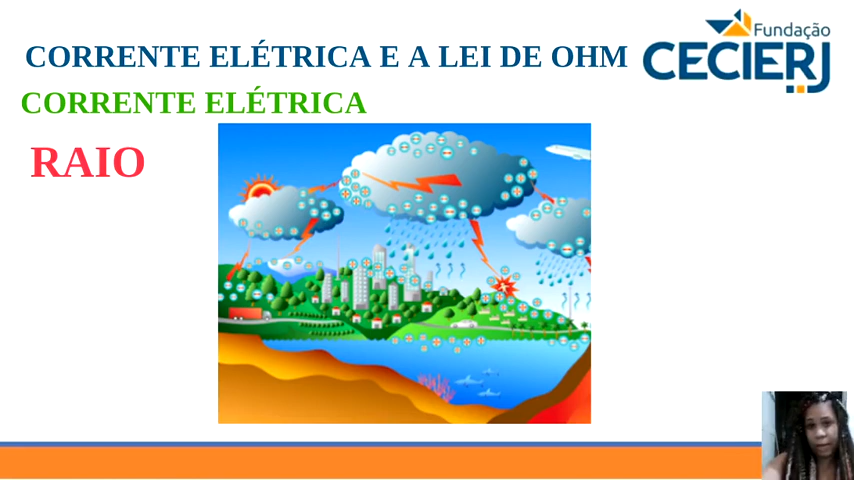 CORRENTE ELÉTRICA E A LEI DE OHM
Fundação
CECIERJ
CORRENTE ELÉTRICA
RAIO